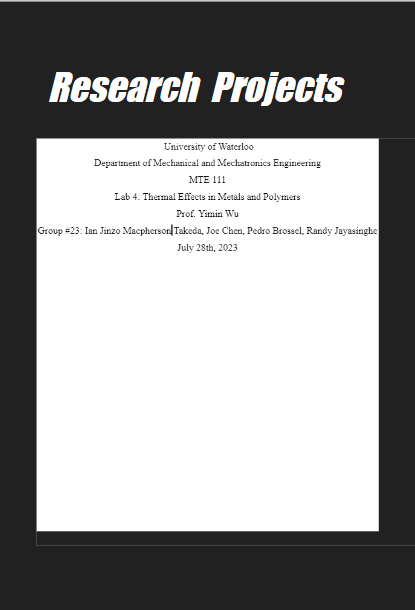 Research Projects
University of Waterloo
Department of Mechanical and Mechatronics Engineering
MTE 111
Lab 4: Thermal Effects in Metals and Polymers
Prof. Yimin Wu
Group #23: Ian Jinzo Macpherson Takeda, Joe Chen, Pedro Brossel, Randy Jayasinghe
July 28th, 2023